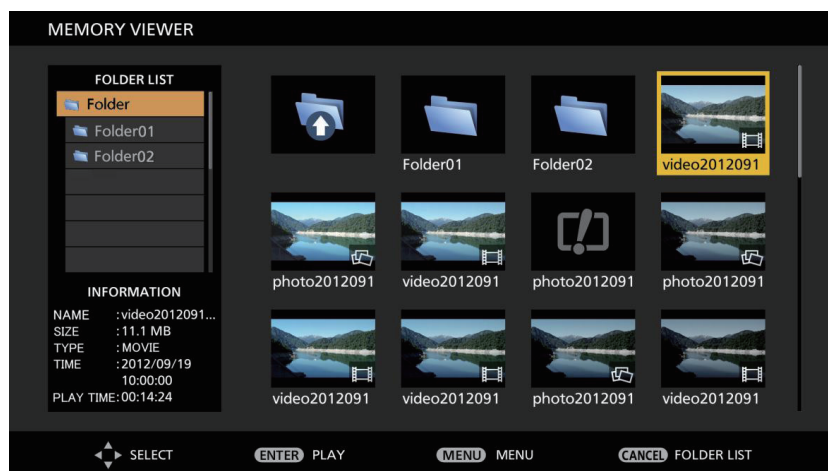 MEMORY VIEWER
FOLDER LIST
Folder
Folder01
Folder02
INFORMATION
NAME :video2012091...
SIZE :11.1 MB
TYPE :MOVIE
TIME :2012/09/19
10:00:00
PLAY TIME:00:14:24
Folder01 Folder02 video2012091
photo2012091 video2012091 photo2012091 photo2012091
video2012091 video2012091 photo2012091 video2012091
SELECT ENTER PLAY MENU MENU CANCEL FOLDER LIST